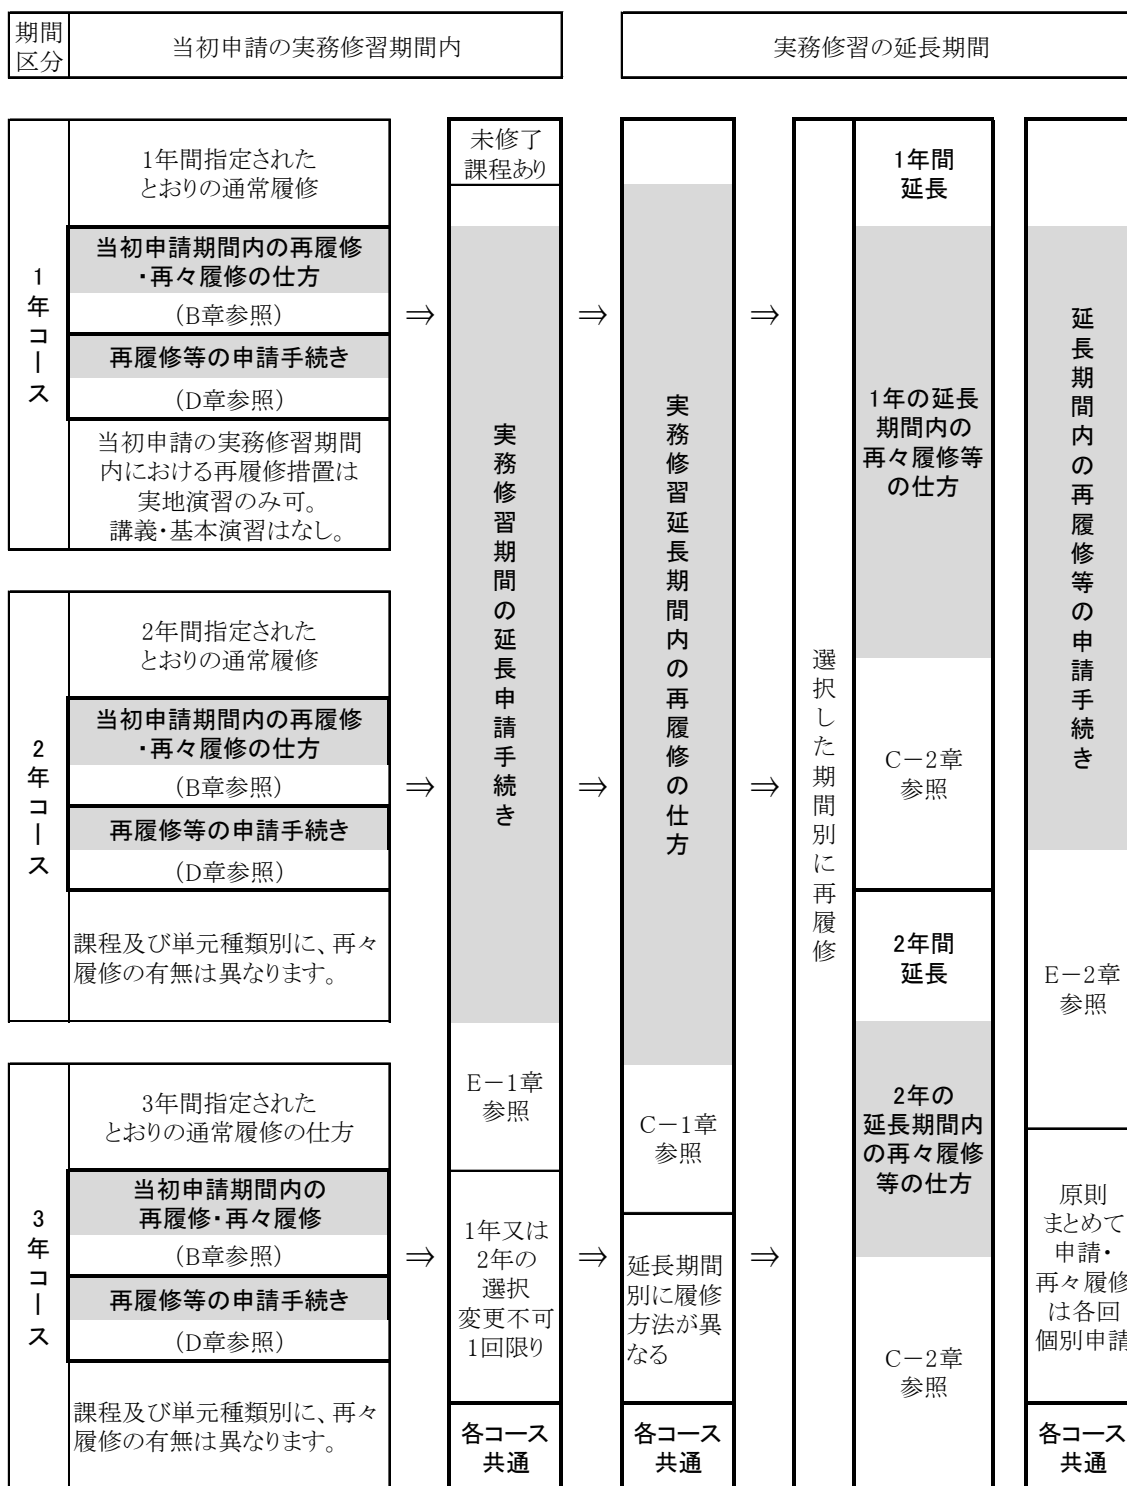 期間
区分
当初申請の実務修習期間内
実務修習の延長期間
1年コース
1年間指定された
とおりの通常履修
当初申請期間内の再履修
・再々履修の仕方
（B章参照）
再履修等の申請手続き
（D章参照）
当初申請の実務修習期間
内における再履修措置は
実地演習のみ可。
講義・基本演習はなし。
⇒
2年コース
2年間指定された
とおりの通常履修
当初申請期間内の再履修
・再々履修の仕方
（B章参照）
再履修等の申請手続き
（D章参照）
課程及び単元種類別に、再々
履修の有無は異なります。
⇒
3年コース
3年間指定された
とおりの通常履修の仕方
当初申請期間内の
再履修・再々履修
（B章参照）
再履修等の申請手続き
（D章参照）
課程及び単元種類別に、再々
履修の有無は異なります。
⇒
未修了
課程あり
実務修習期間の延長申請手続き
E－1章
参照
1年又は
2年の
選択
変更不可
1回限り
各コース
共通
⇒
⇒
⇒
実務修習延長期間内の再履修の仕方
C－1章
参照
延長期間
別に履修
方法が異
なる
各コース
共通
⇒
⇒
⇒
選択した期間別に再履修
1年間
延長
1年の延長
期間内の
再々履修等
の仕方
C－2章
参照
2年間
延長
2年の
延長期間内
の再々履修
等の仕方
C－2章
参照
延長期間内の再履修等の申請手続き
E－2章
参照
原則
まとめて
申請・
再々履修
は各回
個別申請
各コース
共通